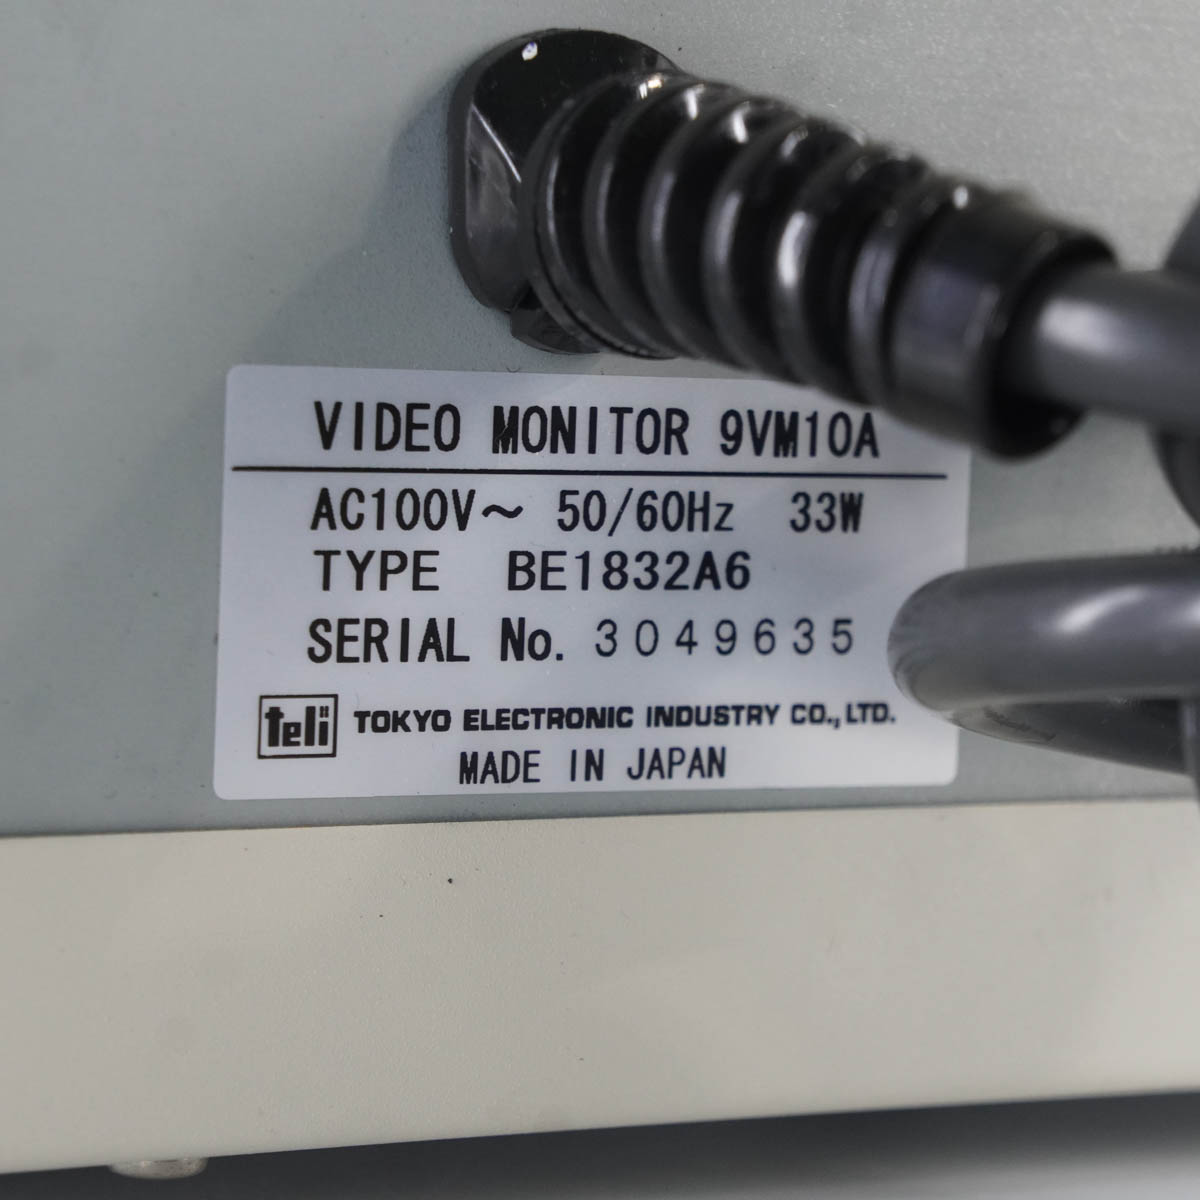 VIDEO MONITOR 9VM10A
AC100V～ 50/60Hz 33W
TYPE BE1832A6
SERIAL No. 3049635
teli TOKYO ELECTRONIC INDUSTRY CO., LTD.
MADE IN JAPAN